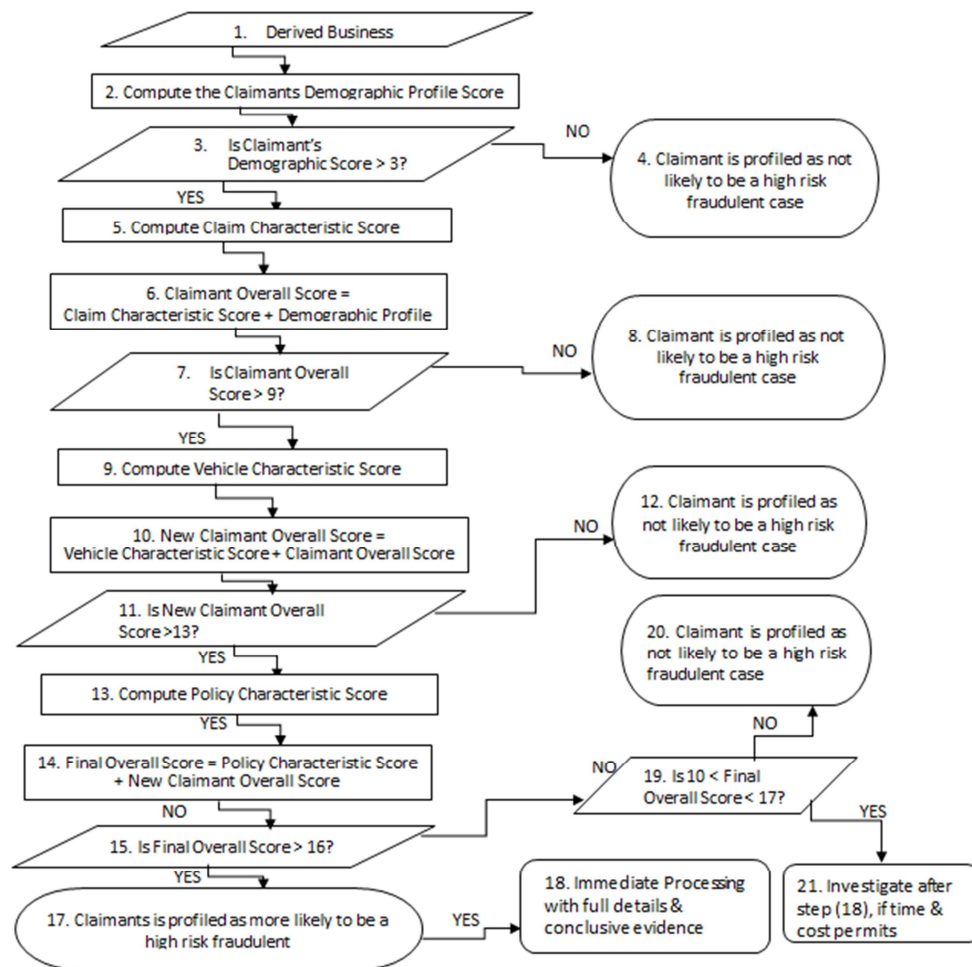 1. Derived Business
2. Compute the Claimants Demographic Profile Score
3. Is Claimant's
Demographic Score > 3?
NO
4. Claimant is profiled as not
likely to be a high risk
fraudulent case
YES
5. Compute Claim Characteristic Score
6. Claimant Overall Score =
Claim Characteristic Score + Demographic Profile
7. Is Claimant Overall
Score > 9?
NO
8. Claimant is profiled as not
likely to be a high risk
fraudulent case
YES
9. Compute Vehicle Characteristic Score
10. New Claimant Overall Score =
Vehicle Characteristic Score + Claimant Overall Score
NO
12. Claimant is profiled as
not likely to be a high risk
fraudulent case
11. Is New Claimant Overall
Score >13?
20. Claimant is profiled as
not likely to be a high risk
fraudulent case
YES
13. Compute Policy Characteristic Score
YES
NO
14. Final Overall Score = Policy Characteristic Score
+ New Claimant Overall Score
NO
19. Is 10 < Final
Overall Score < 17?
NO
YES
15. Is Final Overall Score > 16?
YES
17. Claimants is profiled as more likely to be a
high risk fraudulent
YES
18. Immediate Processing
with full details &
conclusive evidence
21. Investigate after
step (18), if time &
cost permits